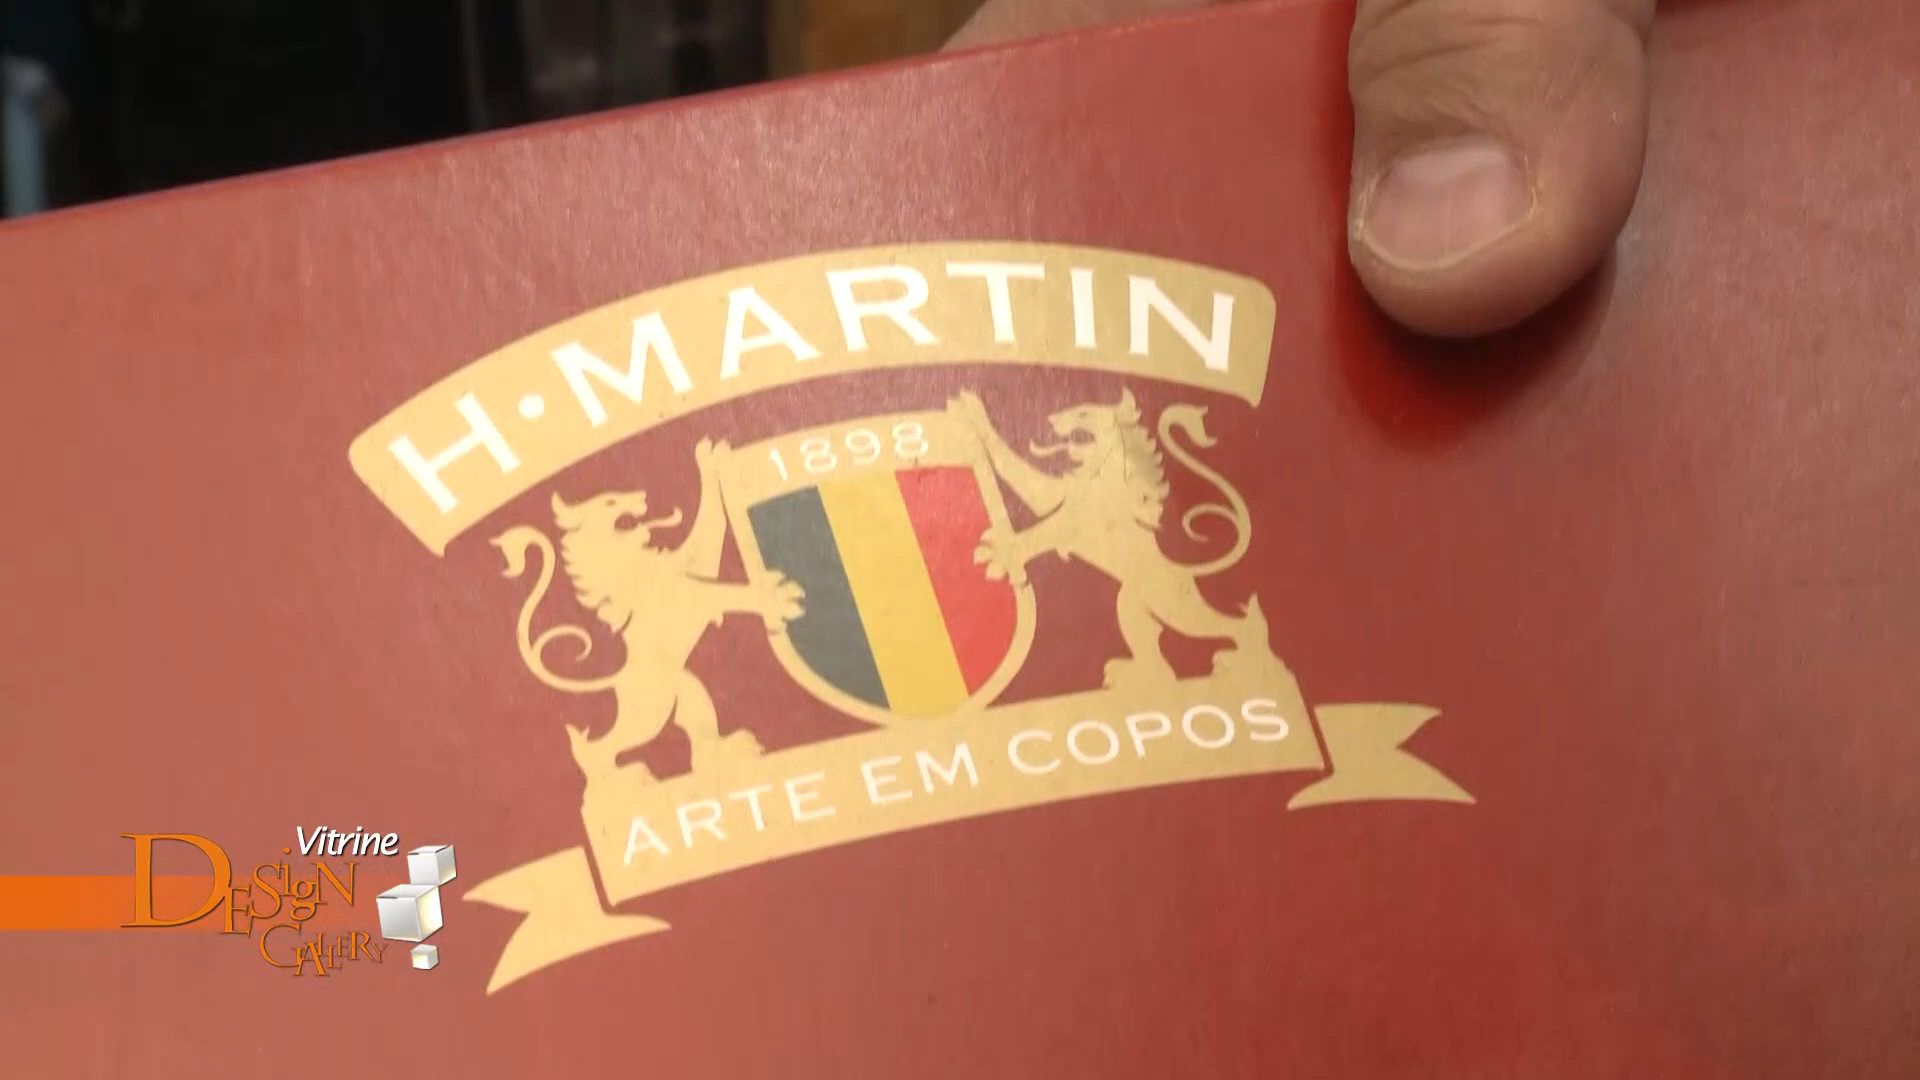 H·MARTIN
1898
ARTE EM COPOS
Vitrine
DESIGN
GALLERY